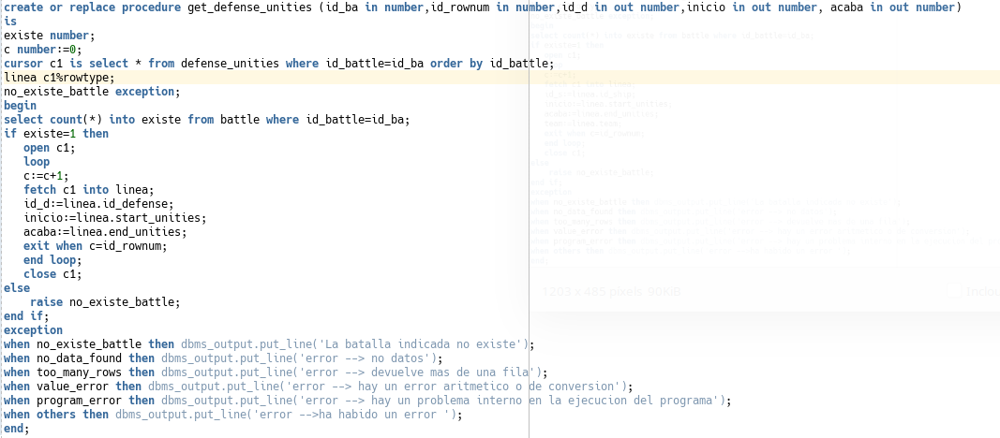 create or replace procedure get_defense_unities (id_ba in number,id_rownum in number,id_d in out number,inicio in out number, acaba in out number)
is
existe number;
c number:=0;
cursor c1 is select * from defense_unities where id_battle=id_ba order by id_battle;
linea c1%rowtype;
no_existe_battle exception;
begin
select count(*) into existe from battle where id_battle=id_ba;
if existe=1 then
   open c1;
   loop
   c:=c+1;
   fetch c1 into linea;
   id_d:=linea.id_defense;
   inicio:=linea.start_unities;
   acaba:=linea.end_unities;
   exit when c=id_rownum;
   end loop;
   close c1;
else
    raise no_existe_battle;
end if;
exception
when no_existe_battle then dbms_output.put_line('La batalla indicada no existe');
when no_data_found then dbms_output.put_line('error --> no datos');
when too_many_rows then dbms_output.put_line('error --> devuelve mas de una fila');
when value_error then dbms_output.put_line('error --> hay un error aritmetico o de conversion');
when program_error then dbms_output.put_line('error --> hay un problema interno en la ejecucion del programa');
when others then dbms_output.put_line('error -->ha habido un error ');
end;
1203 x 485 pixels 90KiB